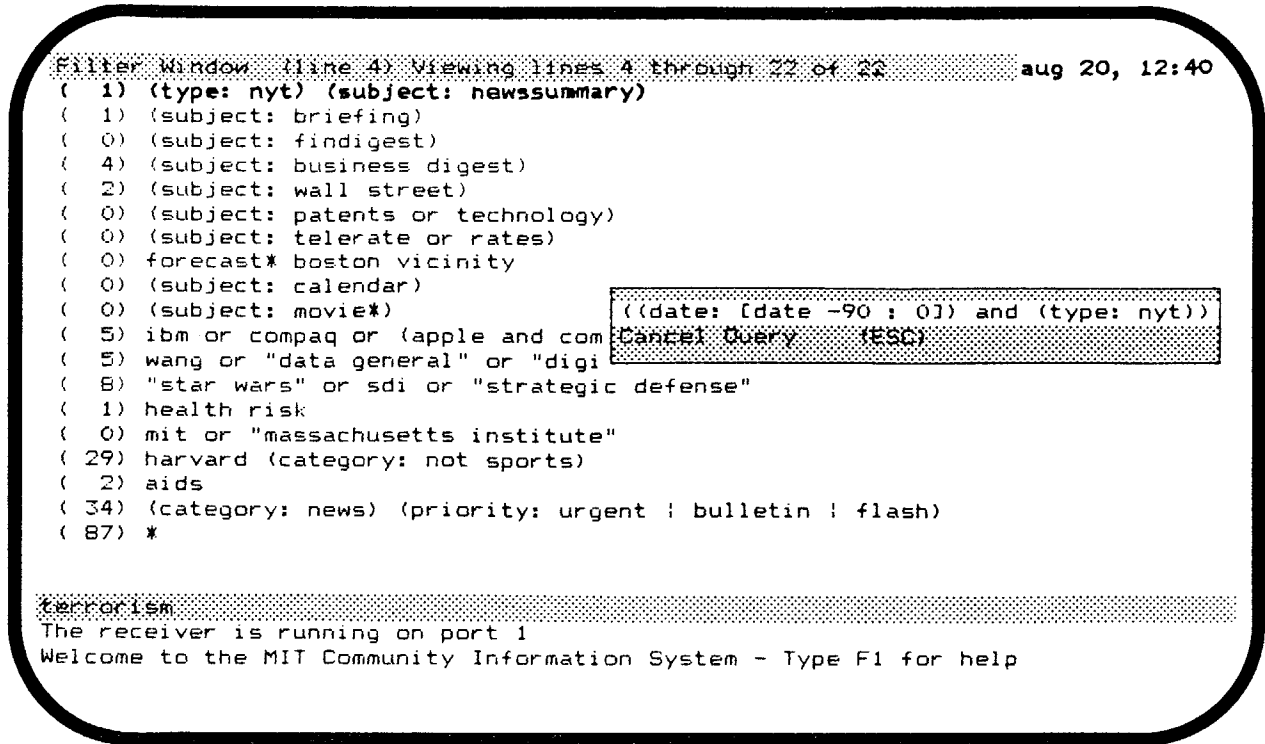 Filter Window (line 4) Viewing lines 4 through 22 of 22 aug 20, 12:40
( 1) (type: nyt) (subject: newssummary)
( 1) (subject: briefing)
( 0) (subject: findigest)
( 4) (subject: business digest)
( 2) (subject: wall street)
( 0) (subject: patents or technology)
( 0) (subject: telerate or rates)
( 0) forecast* boston vicinity
( 0) (subject: calendar)
( 0) (subject: movie*)
((date: [date -90 : 0]) and (type: nyt))
( 5) ibm or compaq or (apple and com
Cancel Query (ESC)
( 5) wang or "data general" or "digi
( 8) "star wars" or sdi or "strategic defense"
( 1) health risk
( 0) mit or "massachusetts institute"
( 29) harvard (category: not sports)
( 2) aids
( 34) (category: news) (priority: urgent | bulletin | flash)
( 87) *
terrorism
The receiver is running on port 1
Welcome to the MIT Community Information System - Type F1 for help